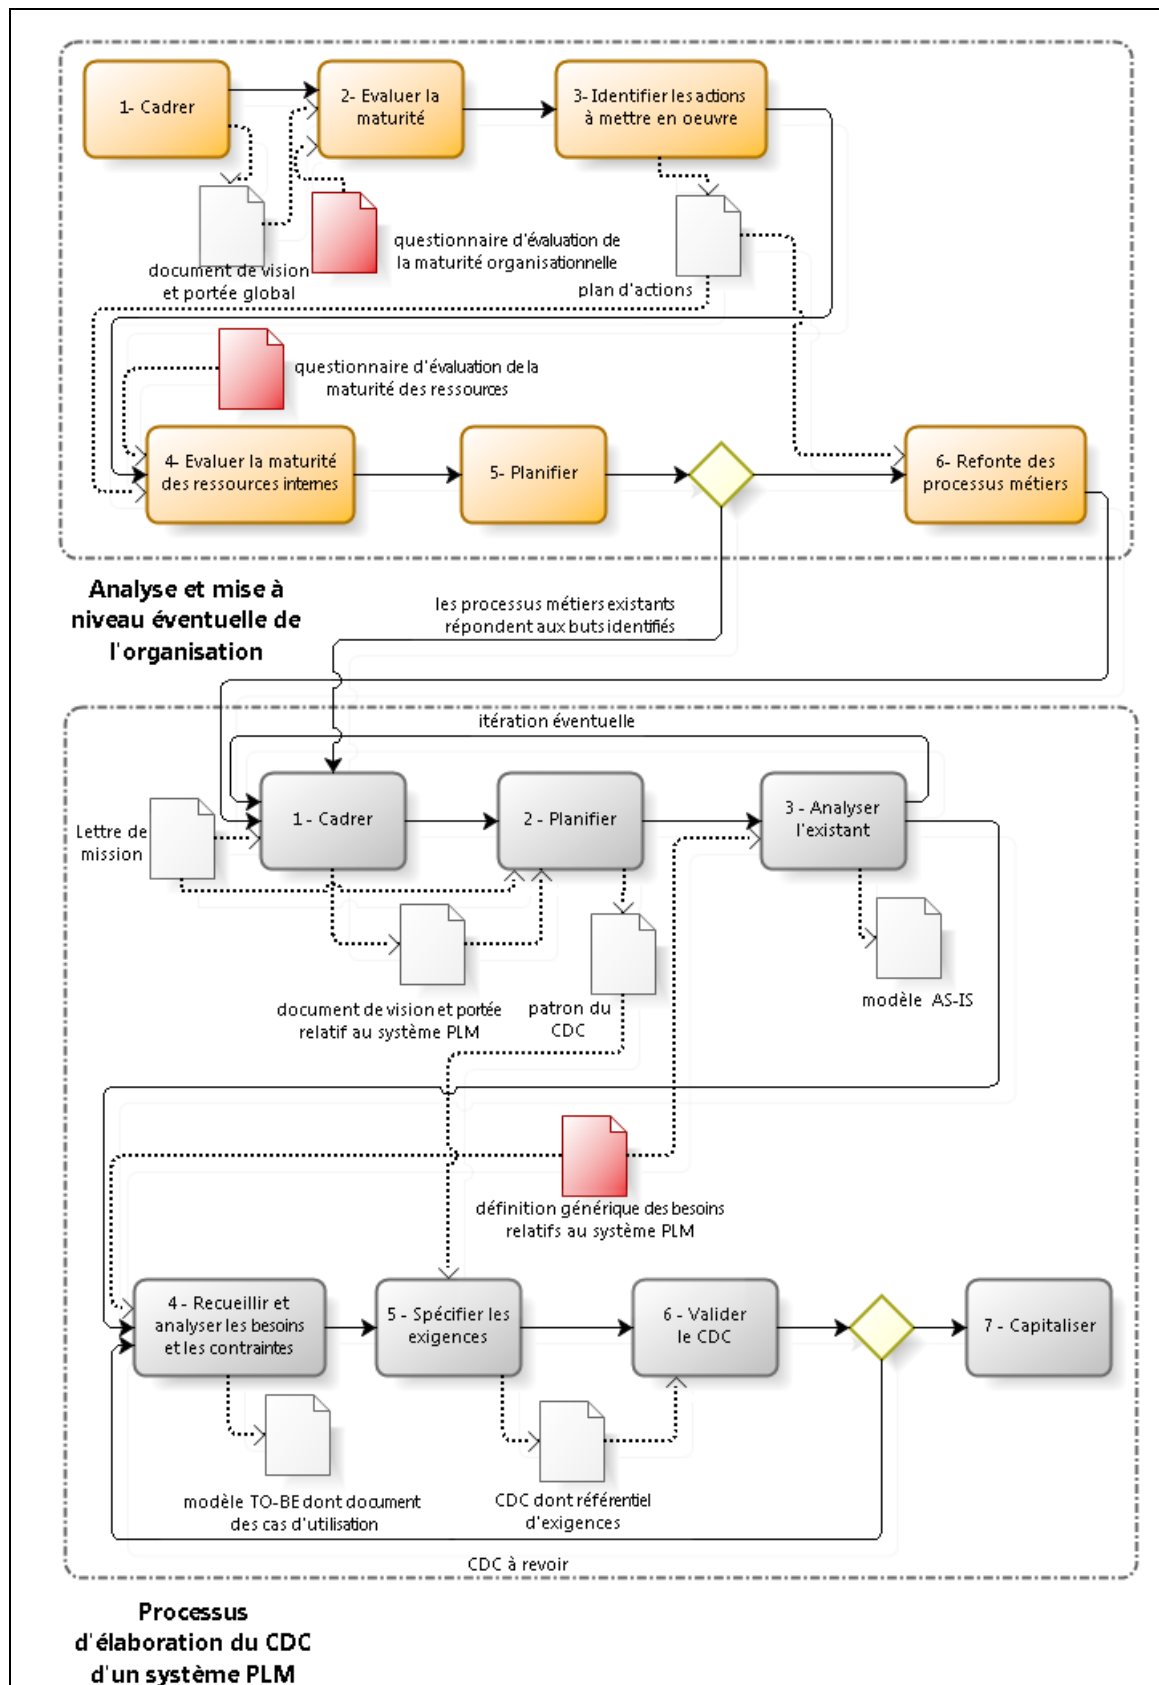 1- Cadrer
2- Evaluer la
maturité
3- Identifier les actions
à mettre en oeuvre
document de vision
et portée global
questionnaire d'évaluation de
la maturité organisationnelle
plan d'actions
questionnaire d'évaluation de la
maturité des ressources
4- Evaluer la maturité
des ressources internes
5- Planifier
6- Refonte des
processus métiers
Analyse et mise à
niveau éventuelle de
l'organisation
les processus métiers existants
répondent aux buts identifiés
itération éventuelle
Lettre de
mission
1 - Cadrer
2 - Planifier
3 - Analyser
l'existant
document de vision et portée
relatif au système PLM
patron du
CDC
modèle AS-IS
définition générique des besoins
relatifs au système PLM
4 - Recueillir et
analyser les besoins
et les contraintes
5 - Spécifier les
exigences
6 - Valider
le CDC
7 - Capitaliser
modèle TO-BE dont document
des cas d'utilisation
CDC dont référentiel
d'exigences
CDC à revoir
Processus
d'élaboration du CDC
d'un système PLM